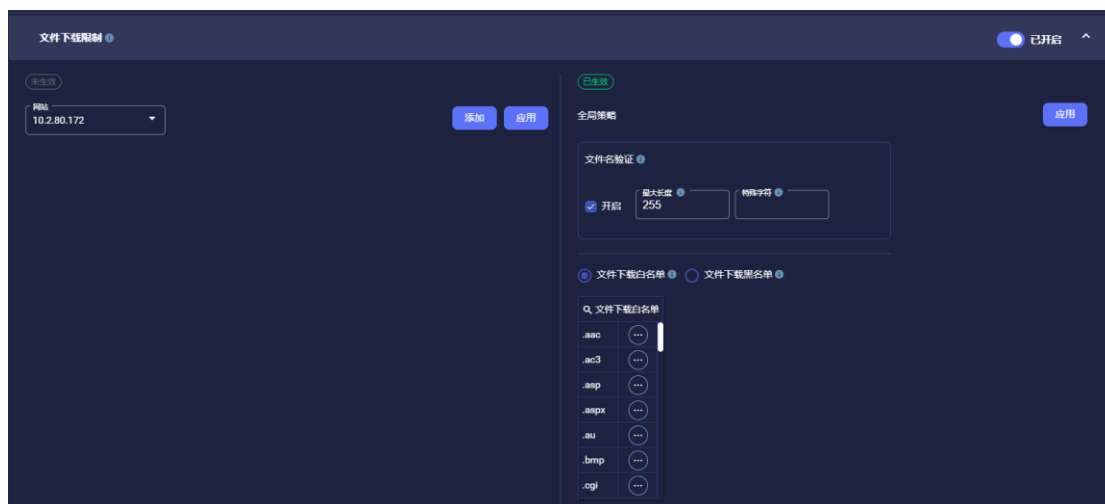 文件下载限制
已开启
未生效
网站
10.2.80.172
添加
应用
已生效
全局策略
应用
文件名验证
开启
最大长度
255
特殊字符
文件下载白名单
文件下载黑名单
文件下载白名单
.aac
.ac3
.asp
.aspx
.au
.bmp
.cgi